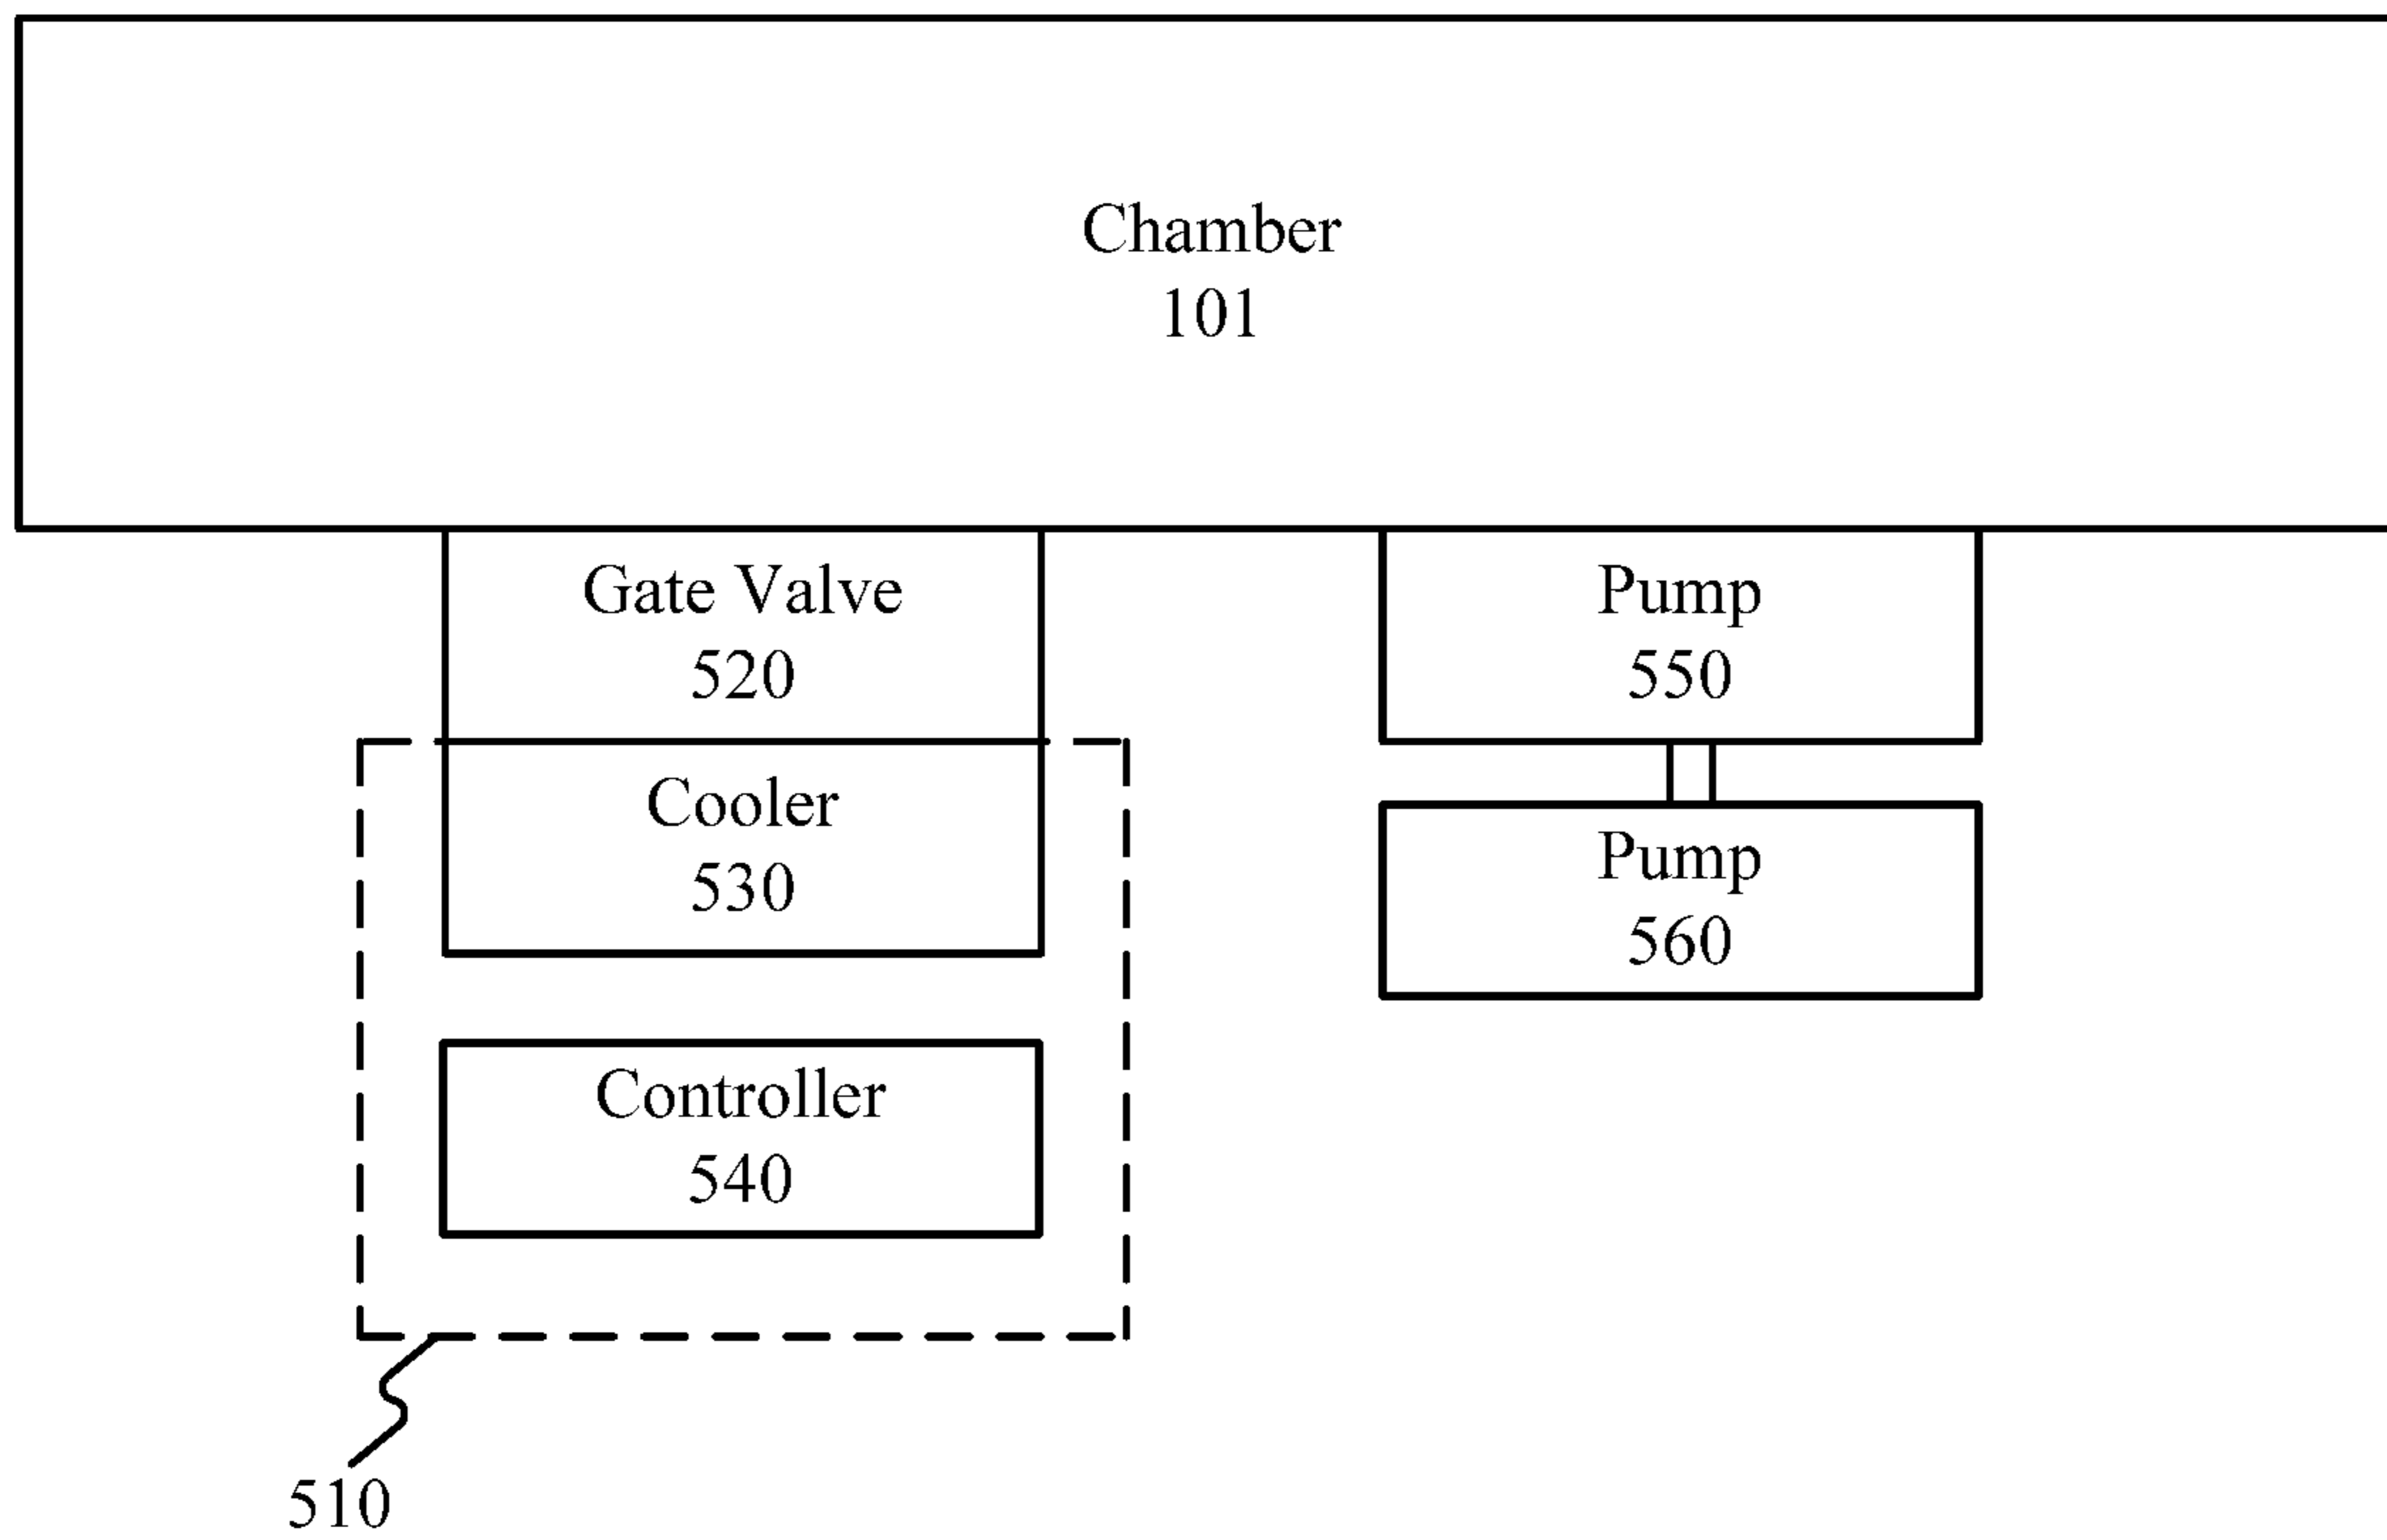 Chamber
101
Gate Valve
520
Pump
550
Cooler
530
Pump
560
Controller
540
510